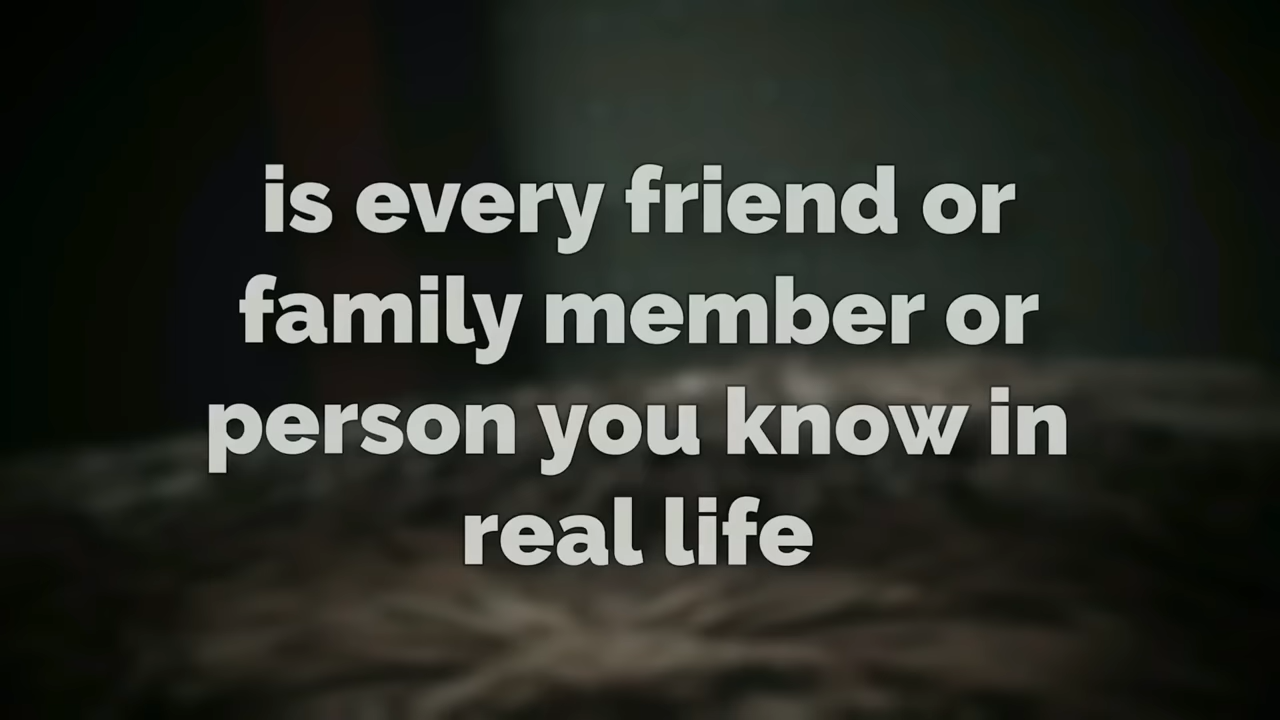 is every friend or
family member or
person you know in
real life